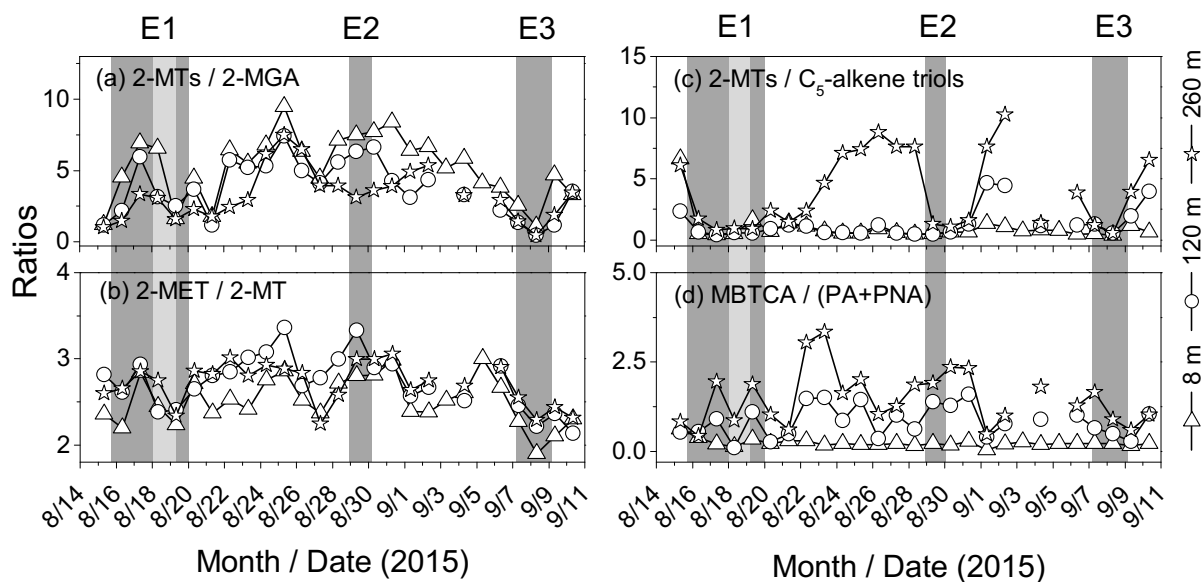 E1 E2 E3
(a) 2-MTs / 2-MGA
10
5
0
(b) 2-MET / 2-MT
4
3
2
Ratios
8/14 8/16 8/18 8/20 8/22 8/24 8/26 8/28 8/30 9/1 9/3 9/5 9/7 9/9 9/11
Month / Date (2015)
E1 E2 E3
(c) 2-MTs / C5-alkene triols
15
10
5
0
(d) MBTCA / (PA+PNA)
5.0
2.5
0.0
8/14 8/16 8/18 8/20 8/22 8/24 8/26 8/28 8/30 9/1 9/3 9/5 9/7 9/9 9/11
Month / Date (2015)
8 m 120 m 260 m